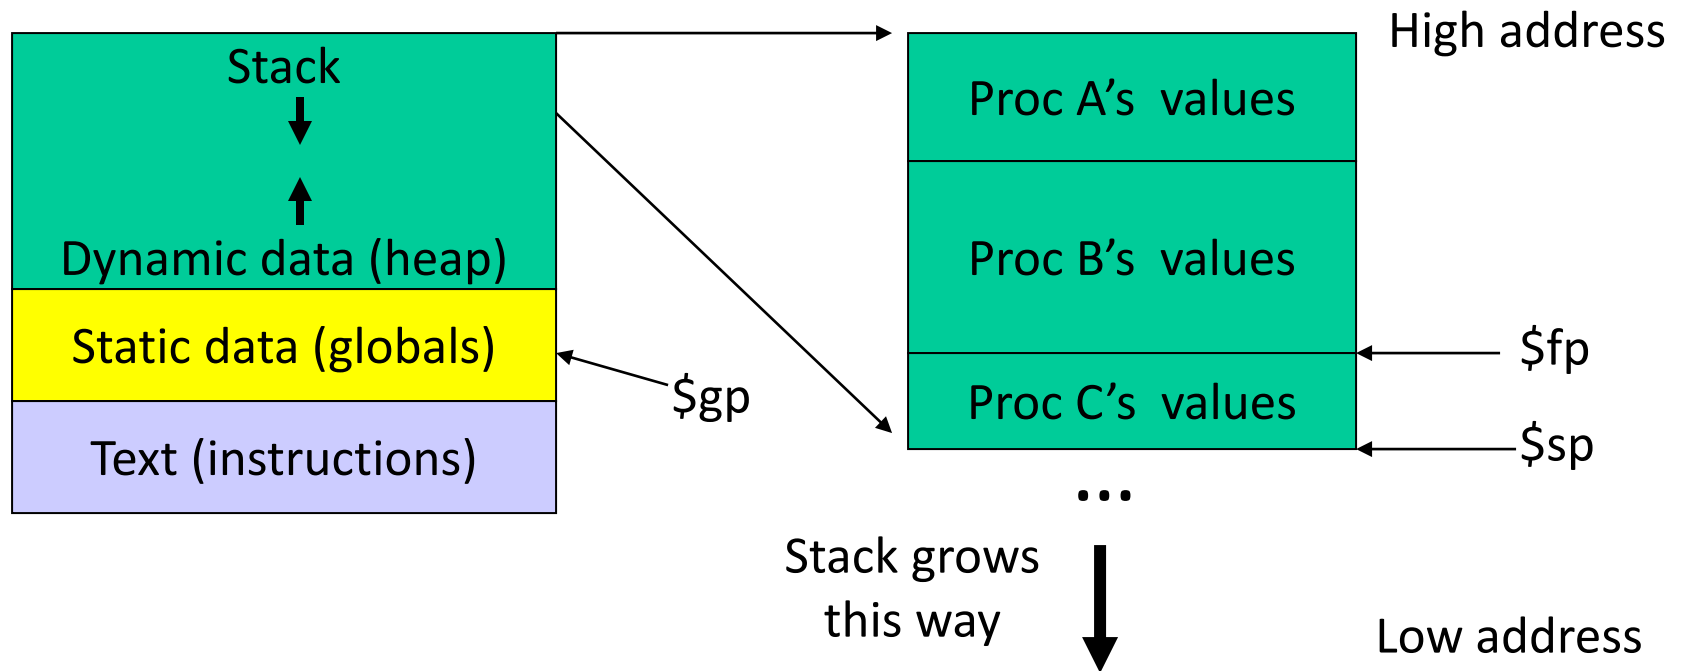 Stack
Dynamic data (heap)
Static data (globals)
Text (instructions)
$gp
High address
Proc A’s values
Proc B’s values
Proc C’s values
$fp
$sp
...
Stack grows
this way
Low address